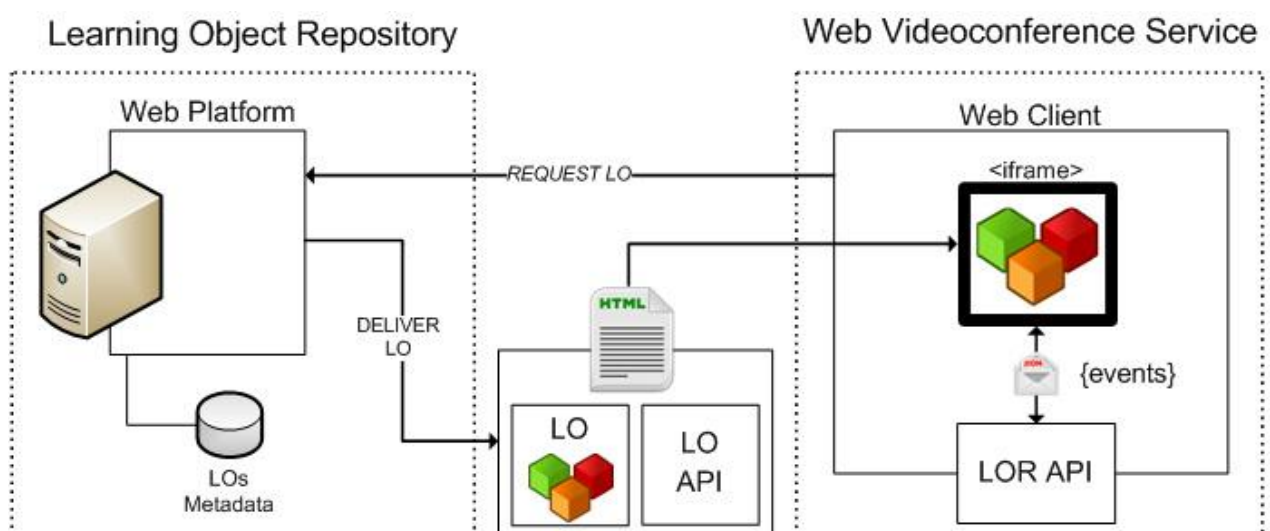 Learning Object Repository
Web Videoconference Service
Web Platform
Web Client
REQUEST LO
<iframe>
HTML
DELIVER
LO
JSON
{events}
LO
LO
API
LOR API
LOs
Metadata